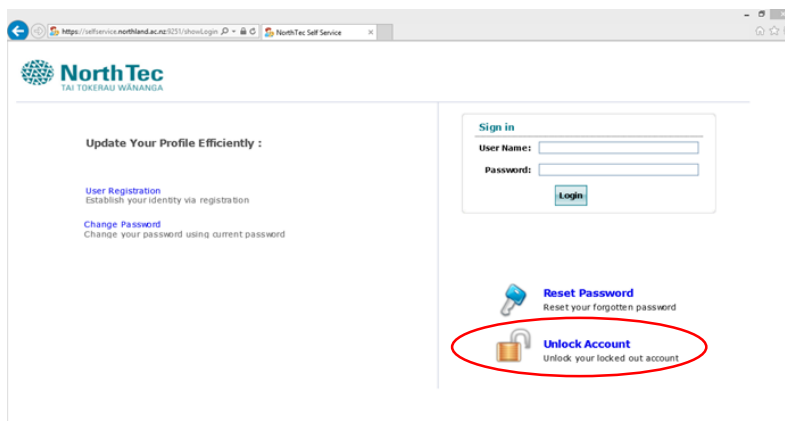 https://selfservice.northland.ac.nz:9251/showLogin
NorthTec Self Service
NorthTec
TAI TOKERAU WĀNANGA
Update Your Profile Efficiently :
User Registration
Establish your identity via registration
Change Password
Change your password using current password
Sign in
User Name:
Password:
Login
Reset Password
Reset your forgotten password
Unlock Account
Unlock your locked out account